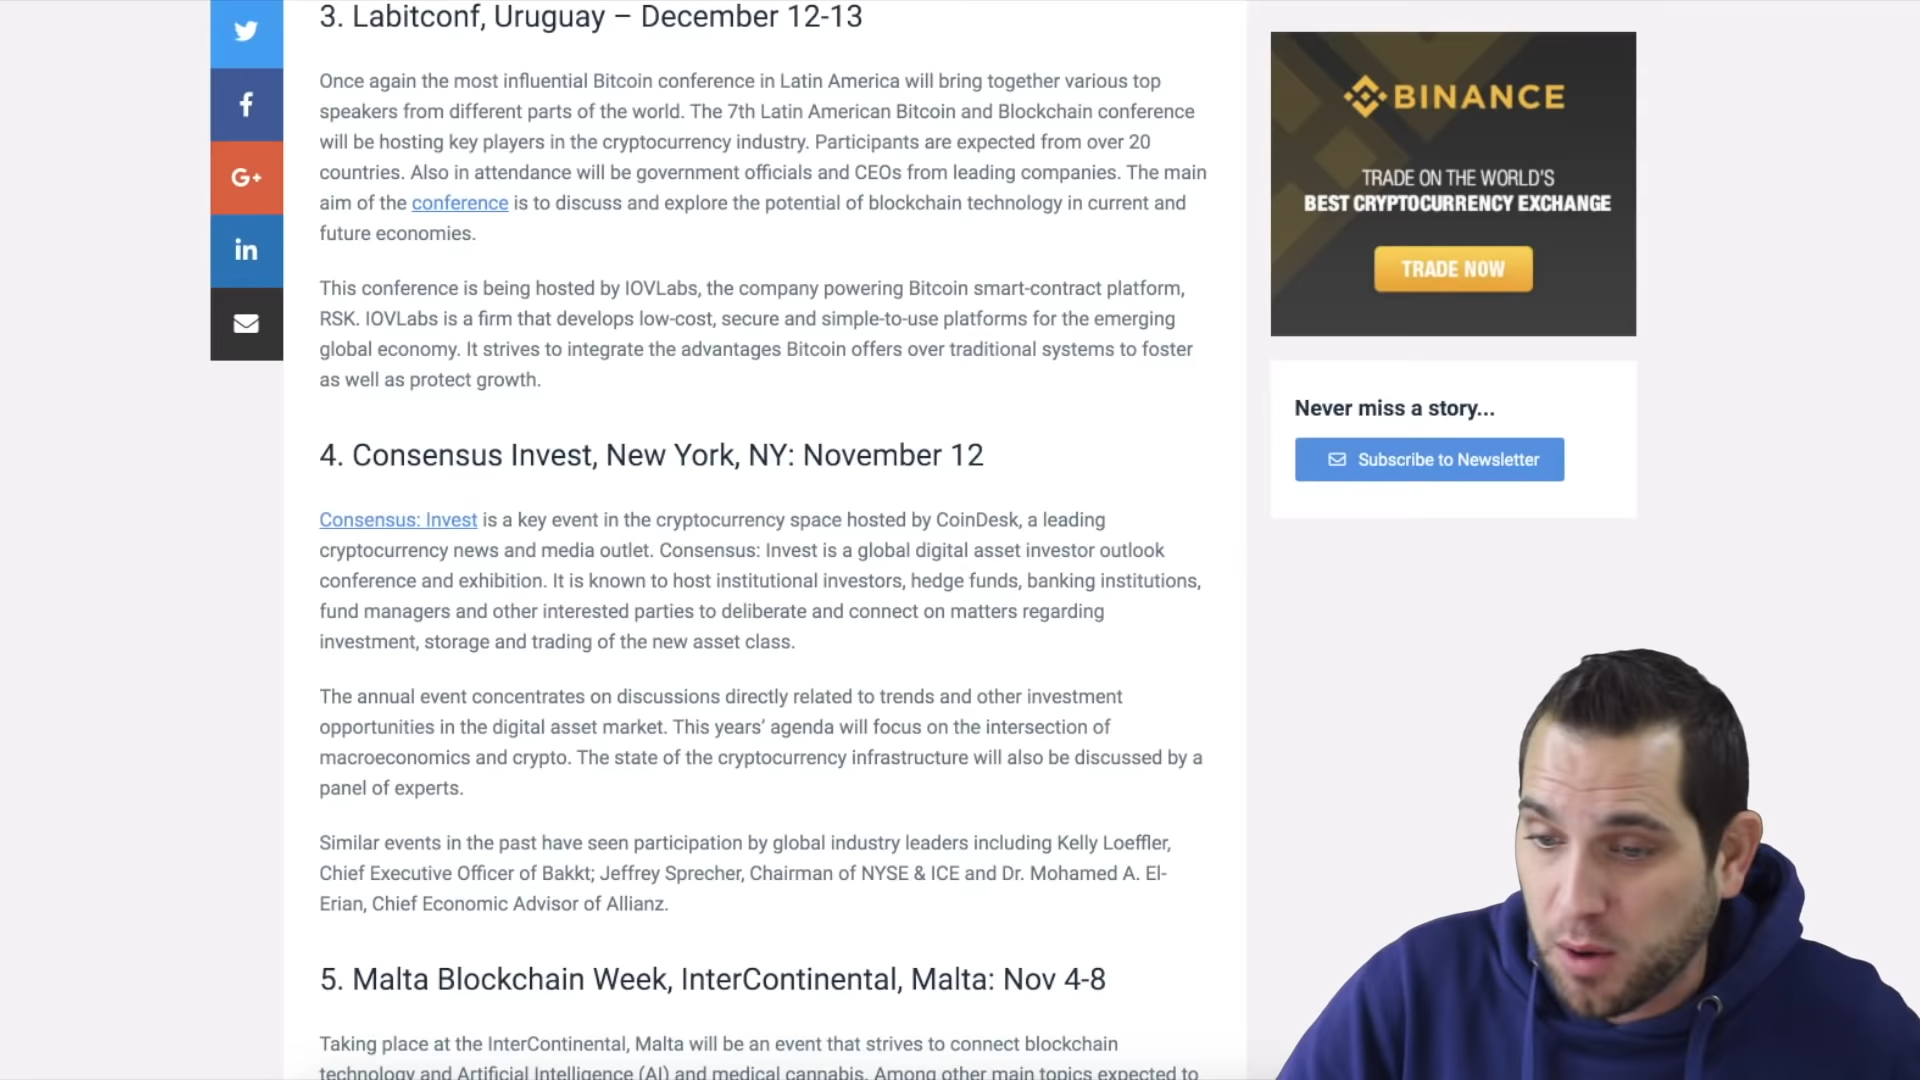 3. Labitconf, Uruguay – December 12-13
Once again the most influential Bitcoin conference in Latin America will bring together various top
speakers from different parts of the world. The 7th Latin American Bitcoin and Blockchain conference
will be hosting key players in the cryptocurrency industry. Participants are expected from over 20
countries. Also in attendance will be government officials and CEOs from leading companies. The main
aim of the conference is to discuss and explore the potential of blockchain technology in current and
future economies.
This conference is being hosted by IOVLabs, the company powering Bitcoin smart-contract platform,
RSK. IOVLabs is a firm that develops low-cost, secure and simple-to-use platforms for the emerging
global economy. It strives to integrate the advantages Bitcoin offers over traditional systems to foster
as well as protect growth.
4. Consensus Invest, New York, NY: November 12
Consensus: Invest is a key event in the cryptocurrency space hosted by CoinDesk, a leading
cryptocurrency news and media outlet. Consensus: Invest is a global digital asset investor outlook
conference and exhibition. It is known to host institutional investors, hedge funds, banking institutions,
fund managers and other interested parties to deliberate and connect on matters regarding
investment, storage and trading of the new asset class.
The annual event concentrates on discussions directly related to trends and other investment
opportunities in the digital asset market. This years’ agenda will focus on the intersection of
macroeconomics and crypto. The state of the cryptocurrency infrastructure will also be discussed by a
panel of experts.
Similar events in the past have seen participation by global industry leaders including Kelly Loeffler,
Chief Executive Officer of Bakkt; Jeffrey Sprecher, Chairman of NYSE & ICE and Dr. Mohamed A. El-
Erian, Chief Economic Advisor of Allianz.
5. Malta Blockchain Week, InterContinental, Malta: Nov 4-8
Taking place at the InterContinental, Malta will be an event that strives to connect blockchain
technology and Artificial Intelligence (AI) and medical cannabis. Among other main topics expected to
f
G+
in
BINANCE
TRADE ON THE WORLD'S
BEST CRYPTOCURRENCY EXCHANGE
TRADE NOW
Never miss a story...
Subscribe to Newsletter